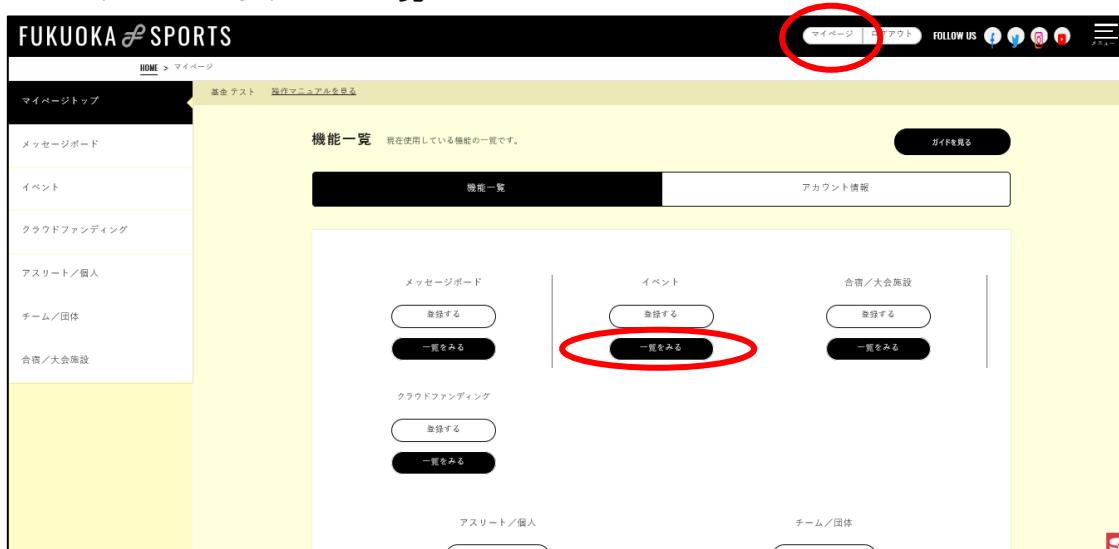 FUKUOKA SPORTS
マイページ ログアウト FOLLOW US
メニュー
HOME > マイページ
マイページトップ
基金 テスト 操作マニュアルを見る
メッセージボード
イベント
クラウドファンディング
アスリート／個人
チーム／団体
合宿／大会施設
機能一覧 現在使用している機能の一覧です。
ガイドを見る
機能一覧 アカウント情報
メッセージボード イベント 合宿／大会施設
登録する 登録する 登録する
一覧をみる 一覧をみる 一覧をみる
クラウドファンディング
登録する
一覧をみる
アスリート／個人 チーム／団体